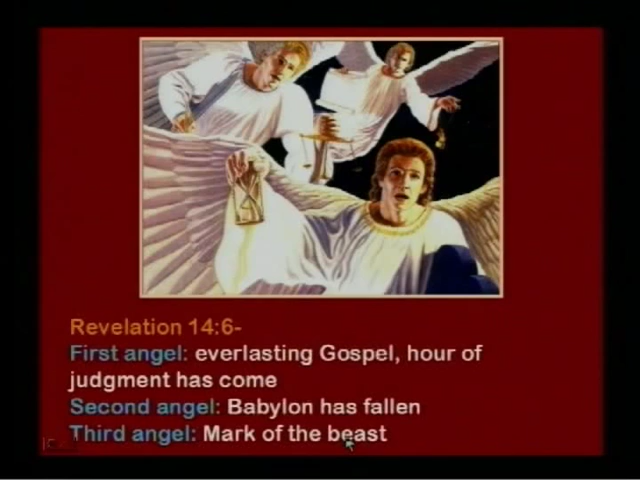 Revelation 14:6-
First angel: everlasting Gospel, hour of
judgment has come
Second angel: Babylon has fallen
Third angel: Mark of the beast